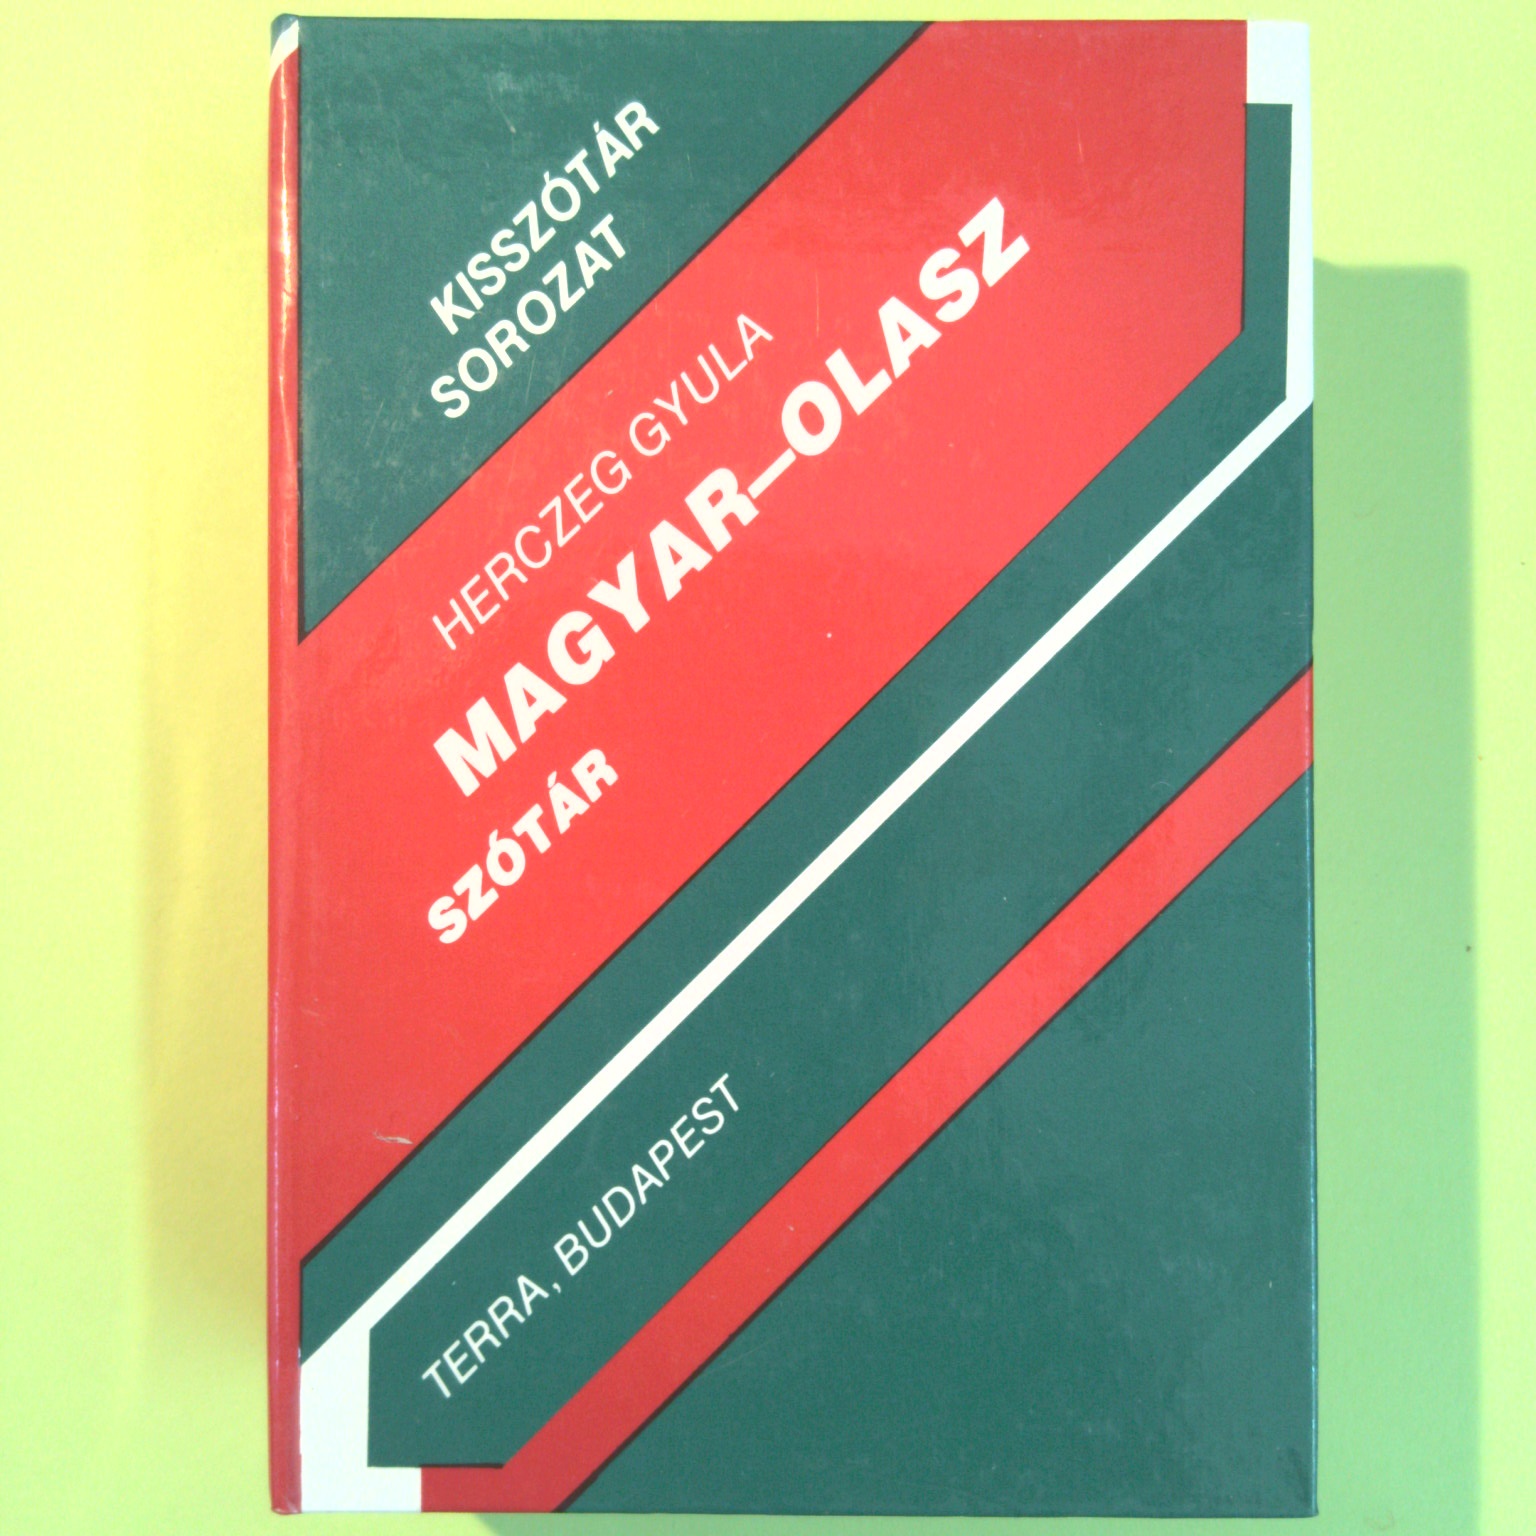 KISSZÓTÁR
SOROZAT
HERCZEG GYULA
MAGYAR–OLASZ
SZÓTÁR
TERRA, BUDAPEST